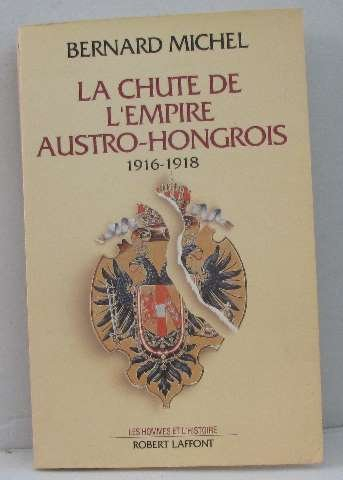 BERNARD MICHEL
LA CHUTE DE
L'EMPIRE
AUSTRO-HONGROIS
1916-1918
LES HOMMES ET L'HISTOIRE
ROBERT LAFFONT